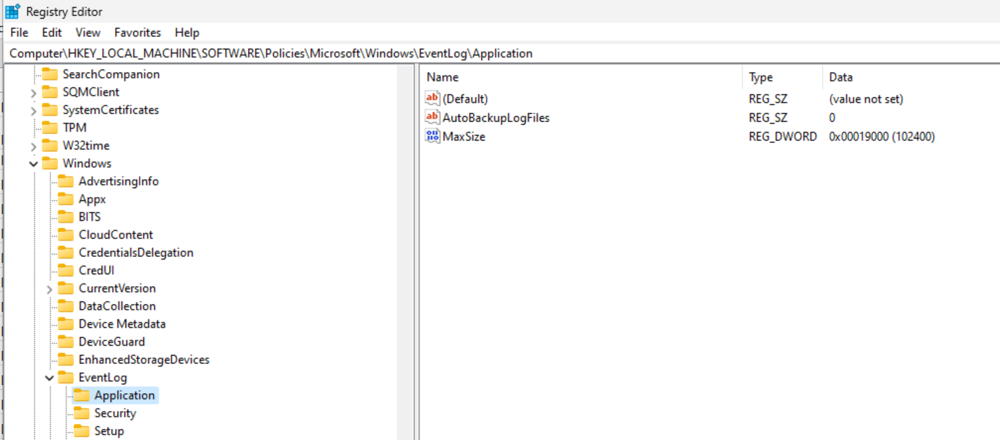 Registry Editor
File Edit View Favorites Help
Computer\HKEY_LOCAL_MACHINE\SOFTWARE\Policies\Microsoft\Windows\EventLog\Application
SearchCompanion
SQMClient
SystemCertificates
TPM
W32time
Windows
AdvertisingInfo
Appx
BITS
CloudContent
CredentialsDelegation
CredUI
CurrentVersion
DataCollection
Device Metadata
DeviceGuard
EnhancedStorageDevices
EventLog
Application
Security
Setup
Name Type Data
(Default) REG_SZ (value not set)
AutoBackupLogFiles REG_SZ 0
MaxSize REG_DWORD 0x00019000 (102400)